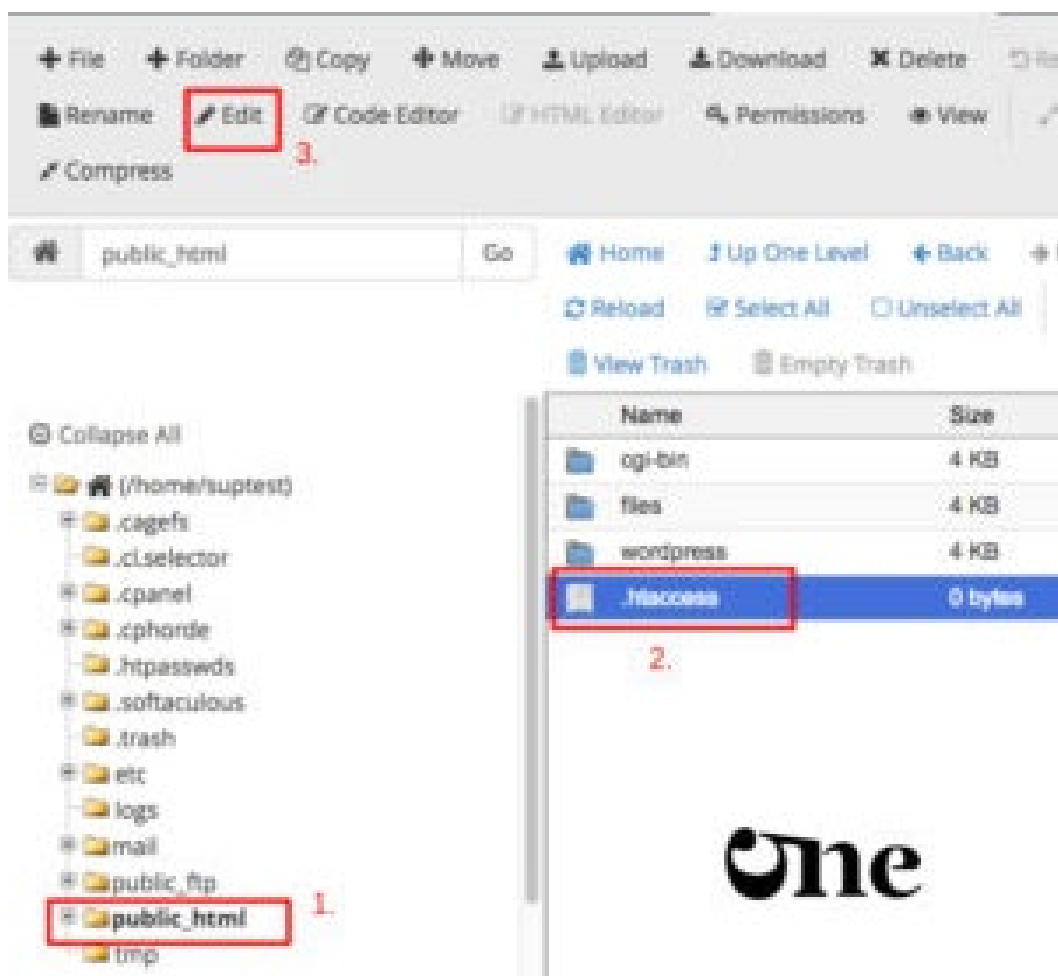 File Folder Copy Move Upload Download Delete
Rename Edit Code Editor HTML Editor Permissions View
3.
Compress
public_html Go
Home Up One Level Back
Reload Select All Unselect All
View Trash Empty Trash
Name Size
Collapse All
cgi-bin 4 KB
(/home/suptest)
files 4 KB
.cagefs
wordpress 4 KB
.cl.selector
.htaccess 0 bytes
.cpanel
.cphorde
2.
.htpasswds
.softaculous
.trash
etc
logs
mail
one
public_ftp
public_html 1.
tmp